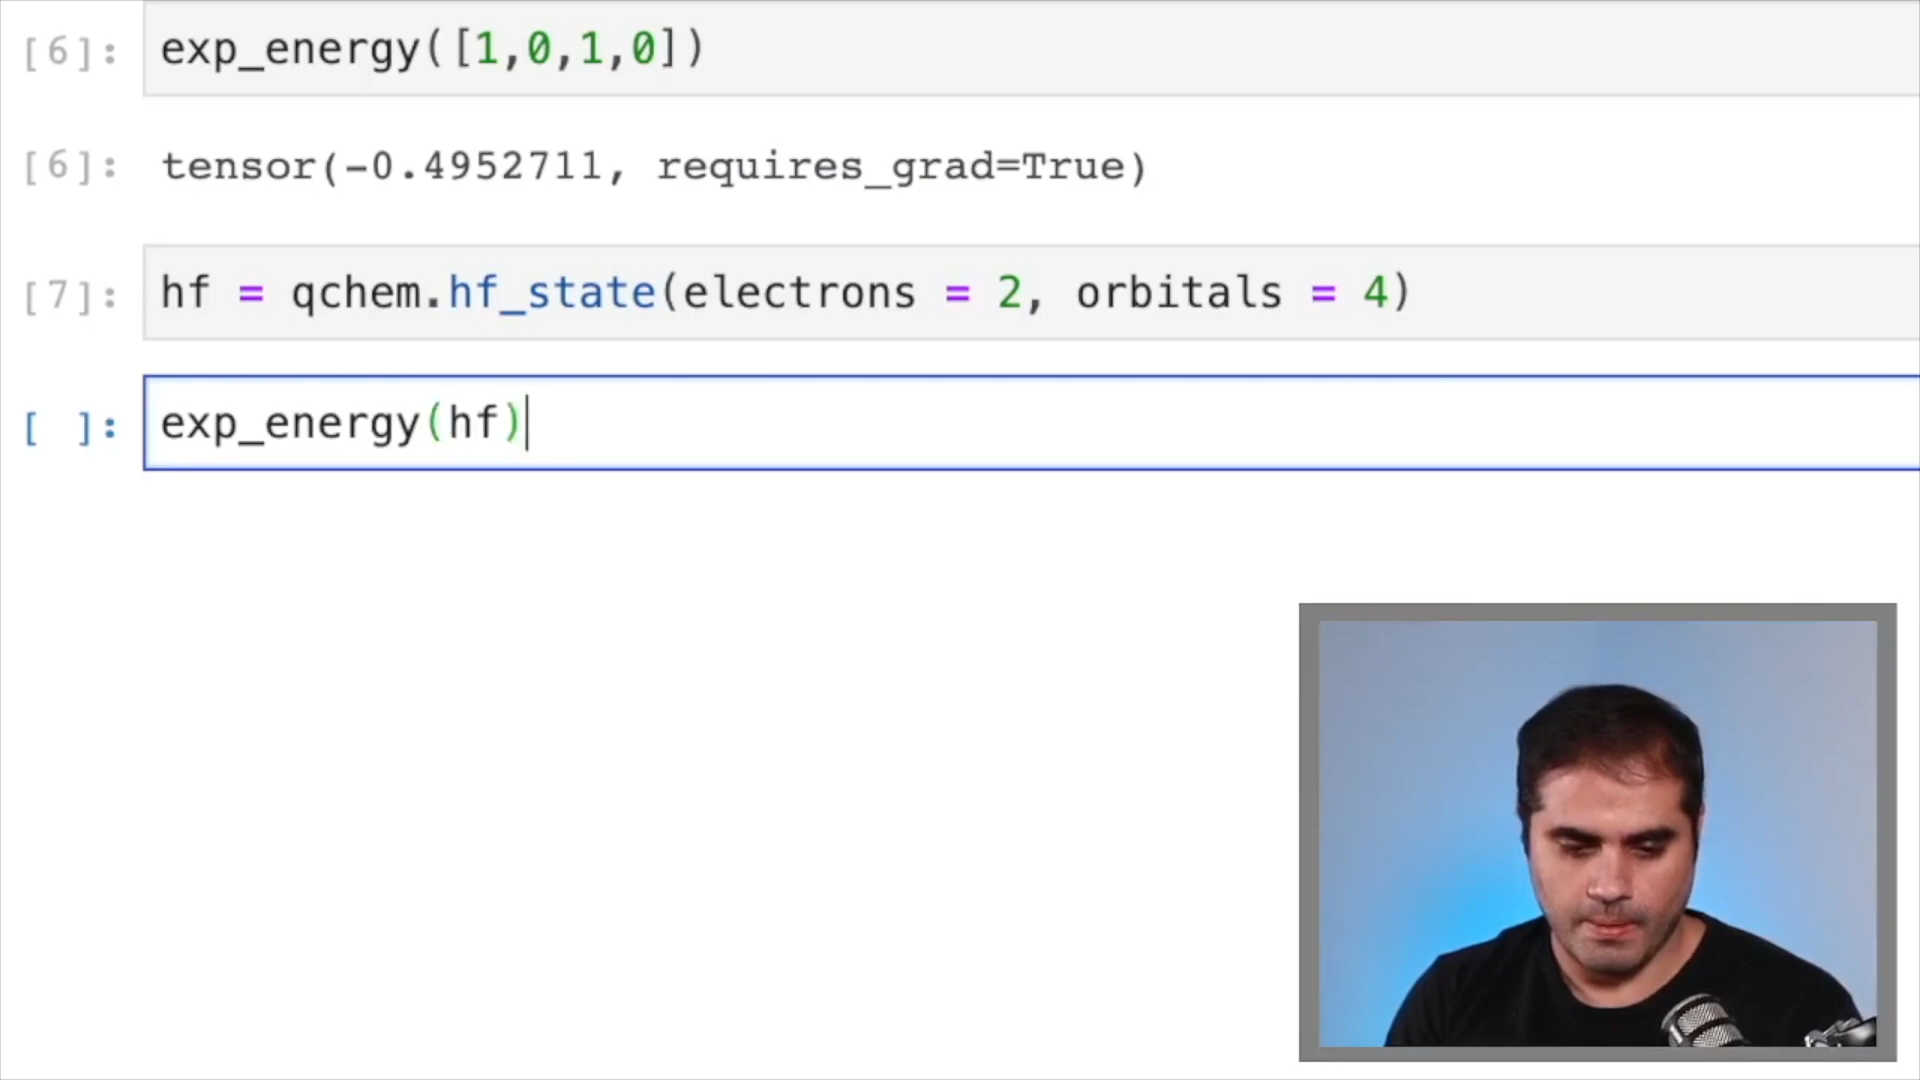 [6]: exp_energy([1,0,1,0])
[6]: tensor(-0.4952711, requires_grad=True)
[7]: hf = qchem.hf_state(electrons = 2, orbitals = 4)
[ ]: exp_energy(hf)